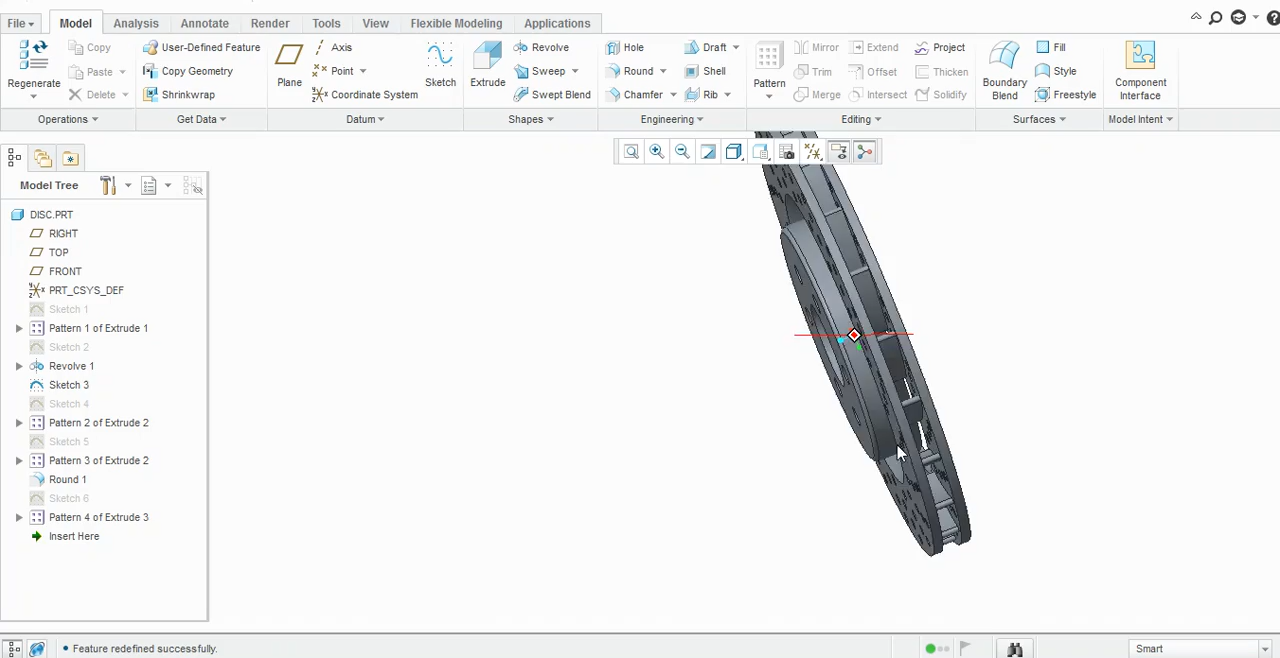 File
Model
Analysis
Annotate
Render
Tools
View
Flexible Modeling
Applications
Regenerate
Copy
Paste
Delete
Operations
User-Defined Feature
Copy Geometry
Shrinkwrap
Get Data
Plane
Axis
Point
Coordinate System
Sketch
Datum
Extrude
Revolve
Sweep
Swept Blend
Shapes
Hole
Round
Chamfer
Draft
Shell
Rib
Engineering
Pattern
Mirror
Trim
Merge
Extend
Offset
Intersect
Project
Thicken
Solidify
Editing
Boundary
Blend
Fill
Style
Freestyle
Surfaces
Component
Interface
Model Intent
Model Tree
DISC.PRT
RIGHT
TOP
FRONT
PRT_CSYS_DEF
Sketch 1
Pattern 1 of Extrude 1
Sketch 2
Revolve 1
Sketch 3
Sketch 4
Pattern 2 of Extrude 2
Sketch 5
Pattern 3 of Extrude 2
Round 1
Sketch 6
Pattern 4 of Extrude 3
Insert Here
• Feature redefined successfully.
Smart